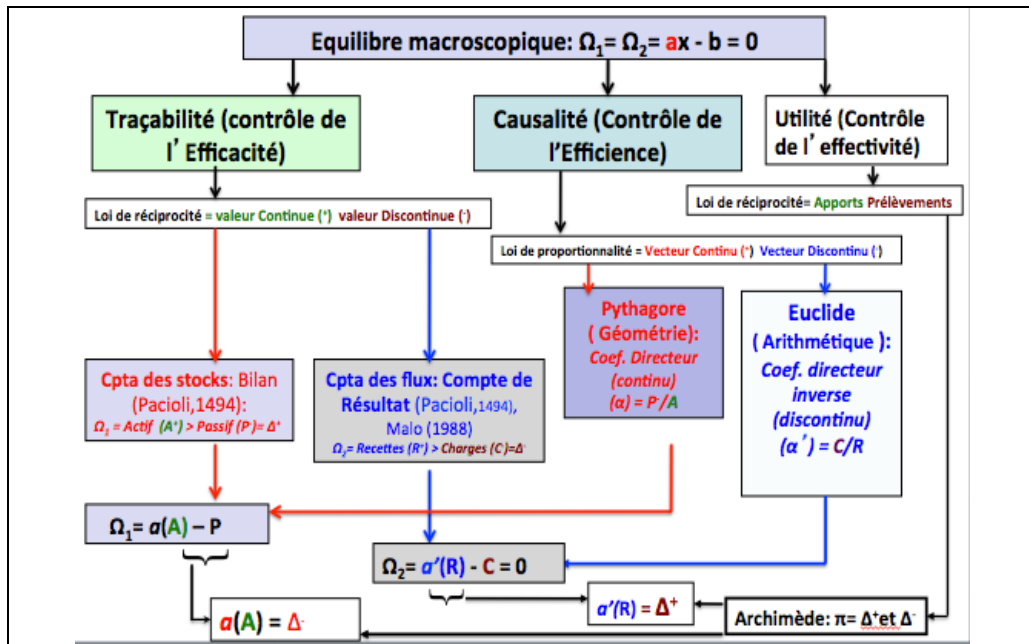 Equilibre macroscopique: Ω₁= Ω₂= ax - b = 0
Traçabilité (contrôle de
l’ Efficacité)
Causalité (Contrôle de
l’Efficience)
Utilité (Contrôle
de l’ effectivité)
Loi de réciprocité = valeur Continue (⁺) valeur Discontinue (⁻)
Loi de réciprocité= Apports Prélèvements
Loi de proportionnalité = Vecteur Continu (⁺) Vecteur Discontinu (⁻)
Pythagore
( Géométrie):
Coef. Directeur
(continu)
(α) = P⁻/A
Euclide
( Arithmétique ):
Coef. directeur
inverse
(discontinu)
(α’) = C/R
Cpta des stocks: Bilan
(Pacioli,1494):
Ω₁ = Actif (A⁺) > Passif (P⁻)= Δ⁺
Cpta des flux: Compte de
Résultat (Pacioli,1494),
Malo (1988)
Ω₂= Recettes (R⁺) > Charges (C⁻)=Δ⁻
Ω₁= a(A) – P
Ω₂= a’(R) - C = 0
a(A) = Δ⁻
a’(R) = Δ⁺
Archimède: π= Δ⁺et Δ⁻